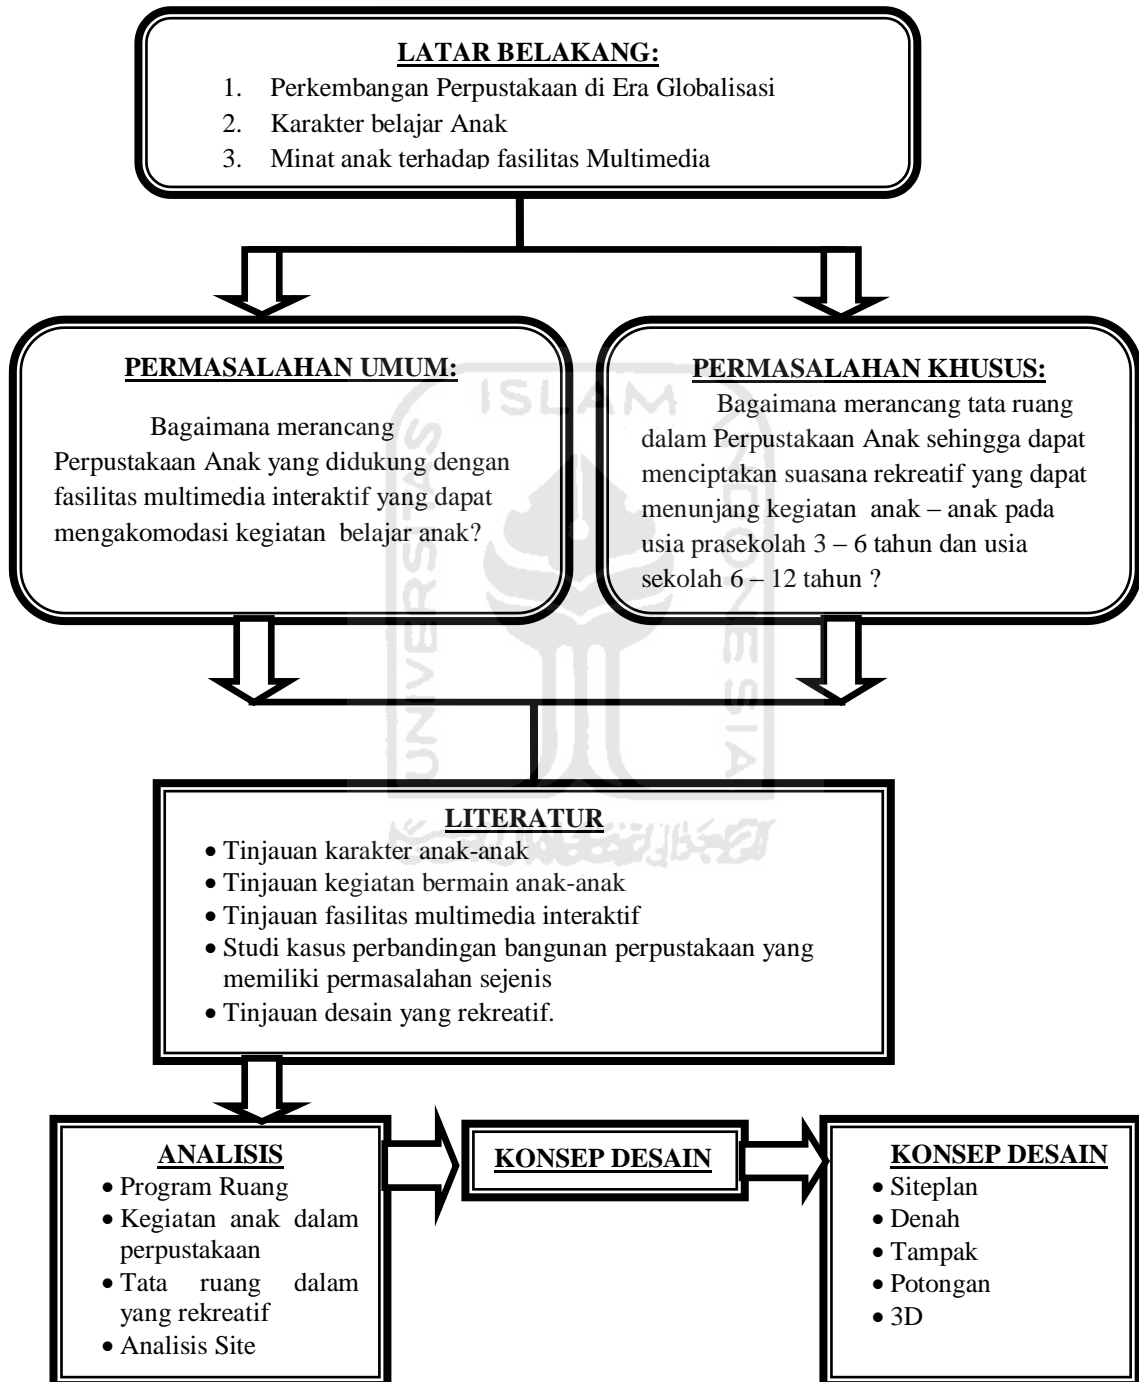 LATAR BELAKANG:
1. Perkembangan Perpustakaan di Era Globalisasi
2. Karakter belajar Anak
3. Minat anak terhadap fasilitas Multimedia
PERMASALAHAN UMUM:
Bagaimana merancang
Perpustakaan Anak yang didukung dengan
fasilitas multimedia interaktif yang dapat
mengakomodasi kegiatan belajar anak?
PERMASALAHAN KHUSUS:
Bagaimana merancang tata ruang
dalam Perpustakaan Anak sehingga dapat
menciptakan suasana rekreatif yang dapat
menunjang kegiatan anak – anak pada
usia prasekolah 3 – 6 tahun dan usia
sekolah 6 – 12 tahun ?
ISLAM
UNIVERSITAS
INDONESIA
LITERATUR
• Tinjauan karakter anak-anak
• Tinjauan kegiatan bermain anak-anak
• Tinjauan fasilitas multimedia interaktif
• Studi kasus perbandingan bangunan perpustakaan yang
memiliki permasalahan sejenis
• Tinjauan desain yang rekreatif.
ANALISIS
• Program Ruang
• Kegiatan anak dalam
perpustakaan
• Tata ruang dalam
yang rekreatif
• Analisis Site
KONSEP DESAIN
KONSEP DESAIN
• Siteplan
• Denah
• Tampak
• Potongan
• 3D